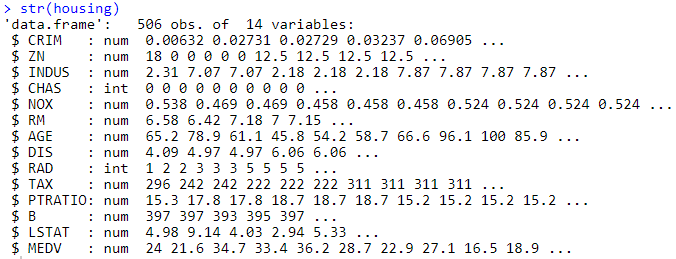 > str(housing)
'data.frame':   506 obs. of  14 variables:
 $ CRIM   : num  0.00632 0.02731 0.02729 0.03237 0.06905 ...
 $ ZN     : num  18 0 0 0 0 0 12.5 12.5 12.5 12.5 ...
 $ INDUS  : num  2.31 7.07 7.07 2.18 2.18 2.18 7.87 7.87 7.87 7.87 ...
 $ CHAS   : int  0 0 0 0 0 0 0 0 0 0 ...
 $ NOX    : num  0.538 0.469 0.469 0.458 0.458 0.458 0.524 0.524 0.524 0.524 ...
 $ RM     : num  6.58 6.42 7.18 7 7.15 ...
 $ AGE    : num  65.2 78.9 61.1 45.8 54.2 58.7 66.6 96.1 100 85.9 ...
 $ DIS    : num  4.09 4.97 4.97 6.06 6.06 ...
 $ RAD    : int  1 2 2 3 3 3 5 5 5 5 ...
 $ TAX    : num  296 242 242 222 222 222 311 311 311 311 ...
 $ PTRATIO: num  15.3 17.8 17.8 18.7 18.7 18.7 15.2 15.2 15.2 15.2 ...
 $ B      : num  397 397 393 395 397 ...
 $ LSTAT  : num  4.98 9.14 4.03 2.94 5.33 ...
 $ MEDV   : num  24 21.6 34.7 33.4 36.2 28.7 22.9 27.1 16.5 18.9 ...